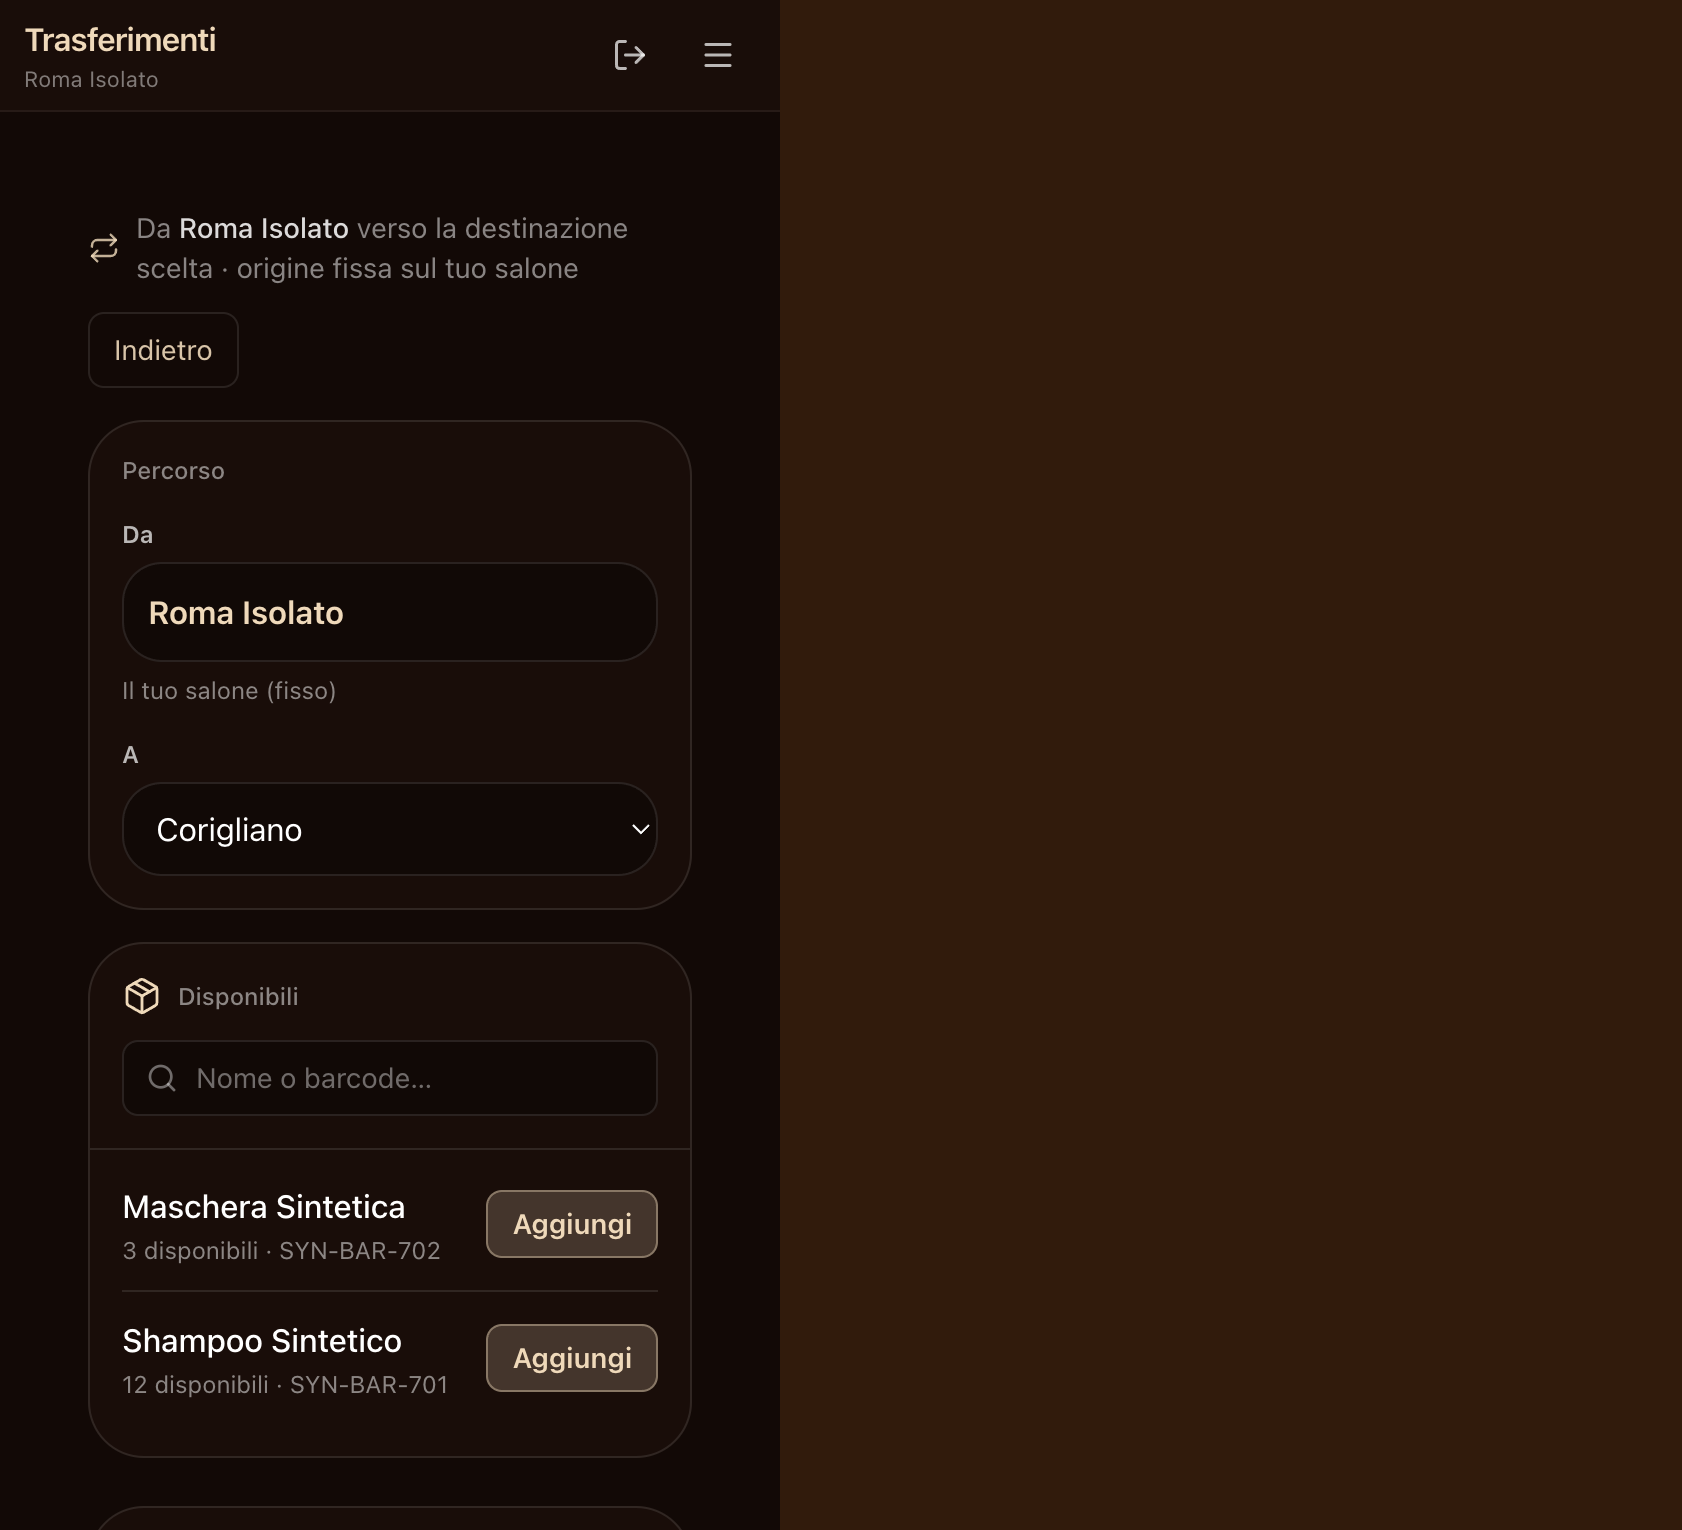 Trasferimenti
Roma Isolato
Da Roma Isolato verso la destinazione
scelta · origine fissa sul tuo salone
Indietro
Percorso
Da
Roma Isolato
Il tuo salone (fisso)
A
Corigliano
Disponibili
Nome o barcode...
Maschera Sintetica
3 disponibili · SYN-BAR-702
Aggiungi
Shampoo Sintetico
12 disponibili · SYN-BAR-701
Aggiungi